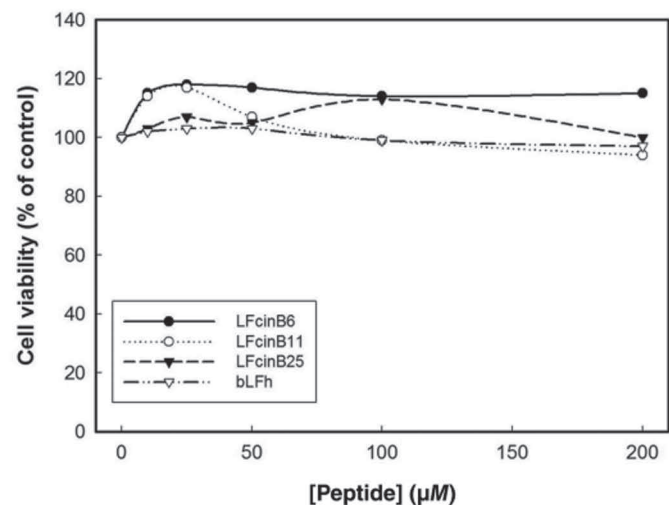 140
120
100
80
60
40
20
0
Cell viability (% of control)
LFcinB6
LFcinB11
LFcinB25
bLFh
0 50 100 150 200
[Peptide] (µM)